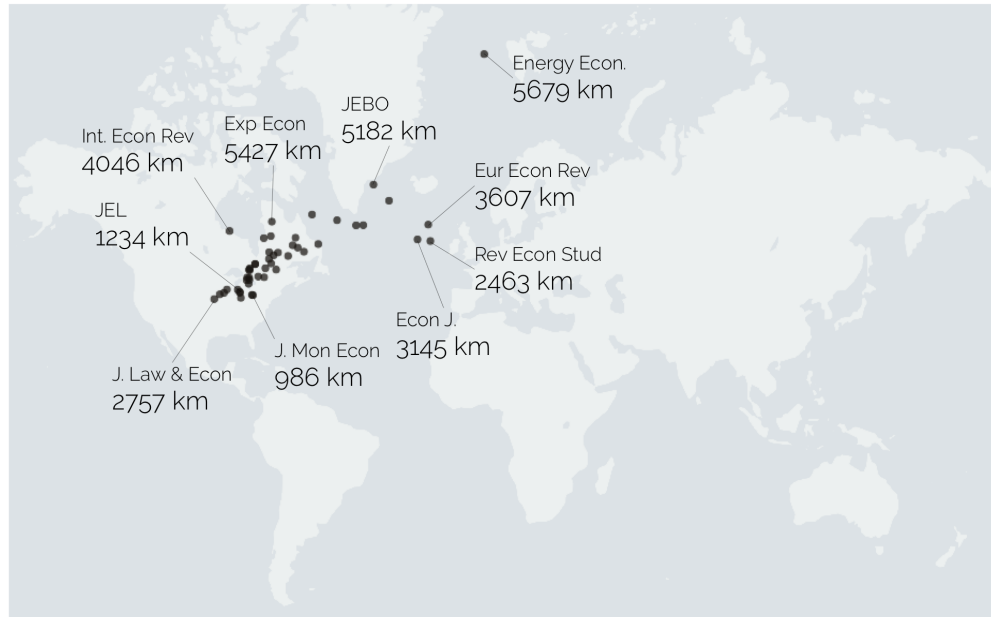 Energy Econ.
5679 km
JEBO
5182 km
Exp Econ
5427 km
Int. Econ Rev
4046 km
Eur Econ Rev
3607 km
JEL
1234 km
Rev Econ Stud
2463 km
Econ J.
3145 km
J. Mon Econ
986 km
J. Law & Econ
2757 km